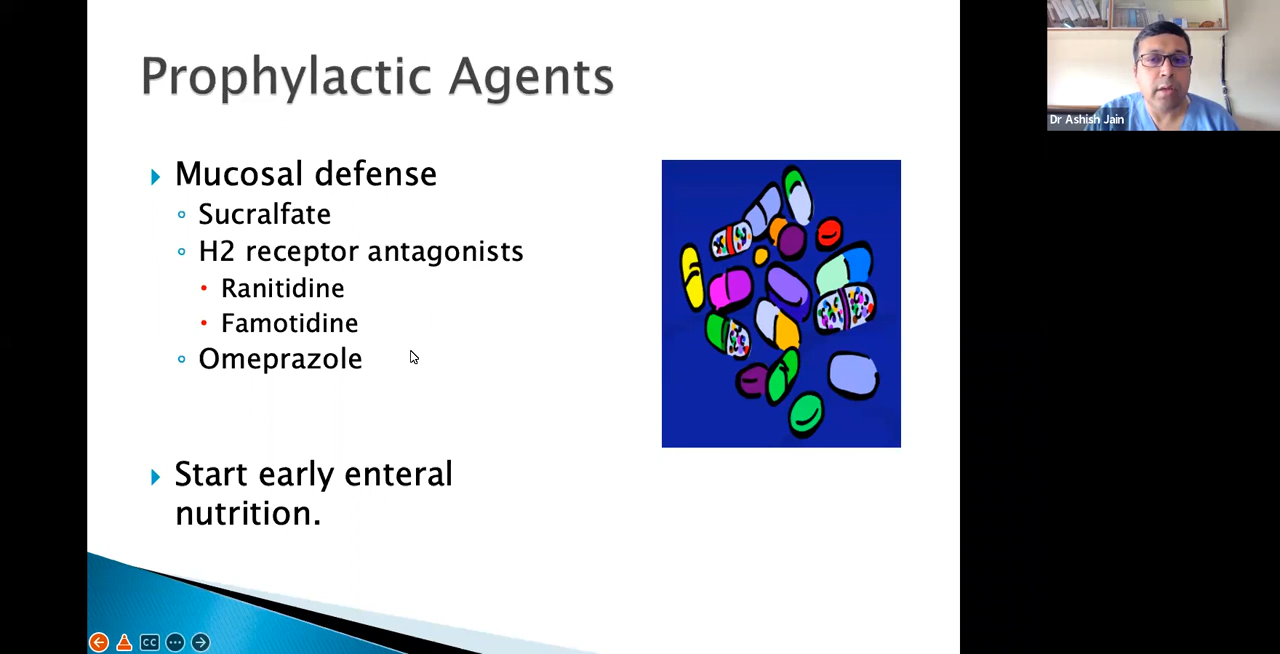 Prophylactic Agents
Mucosal defense
Sucralfate
H2 receptor antagonists
Ranitidine
Famotidine
Omeprazole
Start early enteral
nutrition.
Dr Ashish Jain
CC